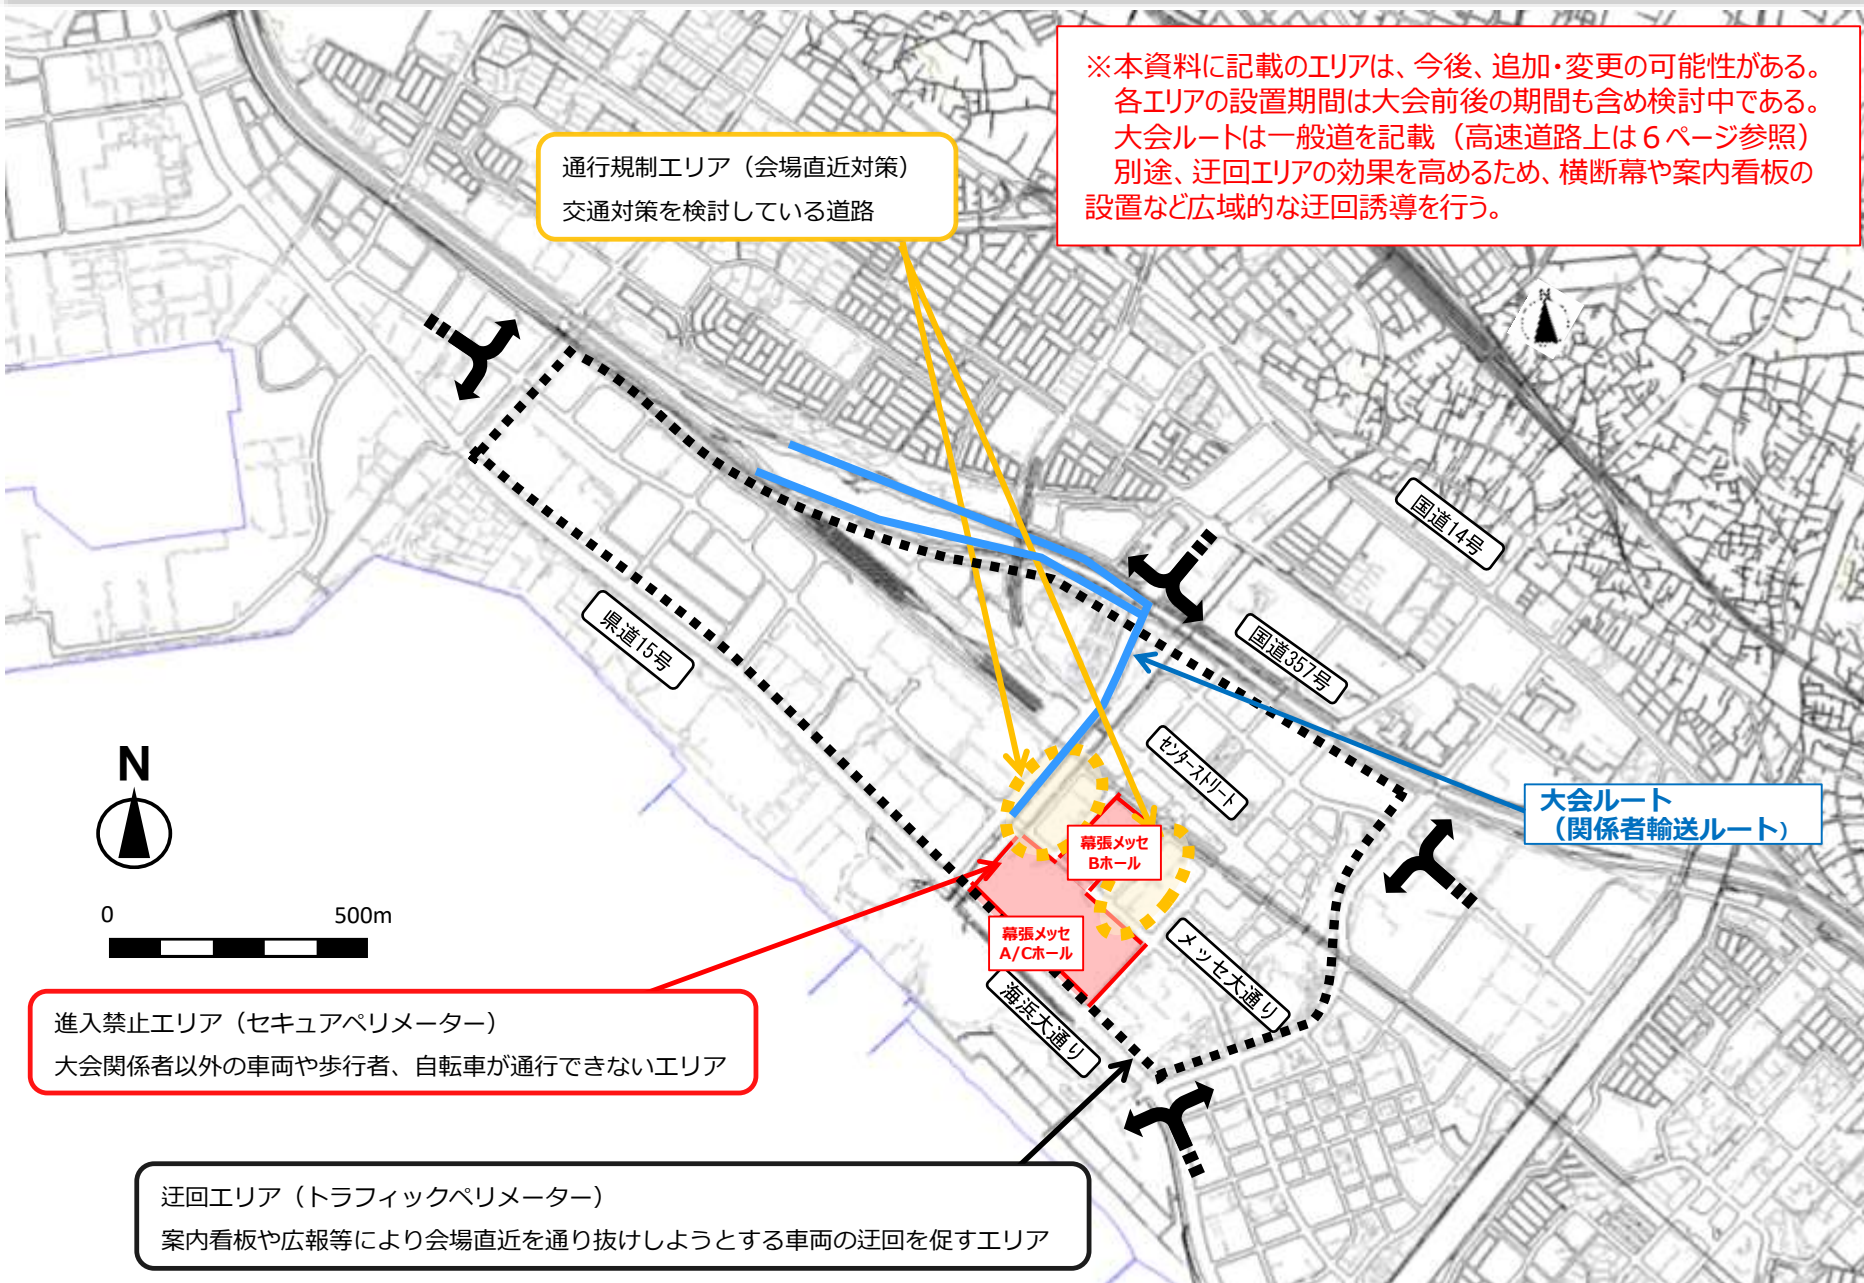 ※本資料に記載のエリアは、今後、追加・変更の可能性がある。
各エリアの設置期間は大会前後の期間も含め検討中である。
大会ルートは一般道を記載（高速道路上は６ページ参照）
別途、迂回エリアの効果を高めるため、横断幕や案内看板の
設置など広域的な迂回誘導を行う。
通行規制エリア（会場直近対策）
交通対策を検討している道路
N
国道14号
県道15号
国道357号
センターストリート
N
大会ルート
（関係者輸送ルート）
幕張メッセ
Bホール
0
500m
幕張メッセ
A/Cホール
メッセ大通り
海浜大通り
進入禁止エリア（セキュアペリメーター）
大会関係者以外の車両や歩行者、自転車が通行できないエリア
迂回エリア（トラフィックペリメーター）
案内看板や広報等により会場直近を通り抜けしようとする車両の迂回を促すエリア